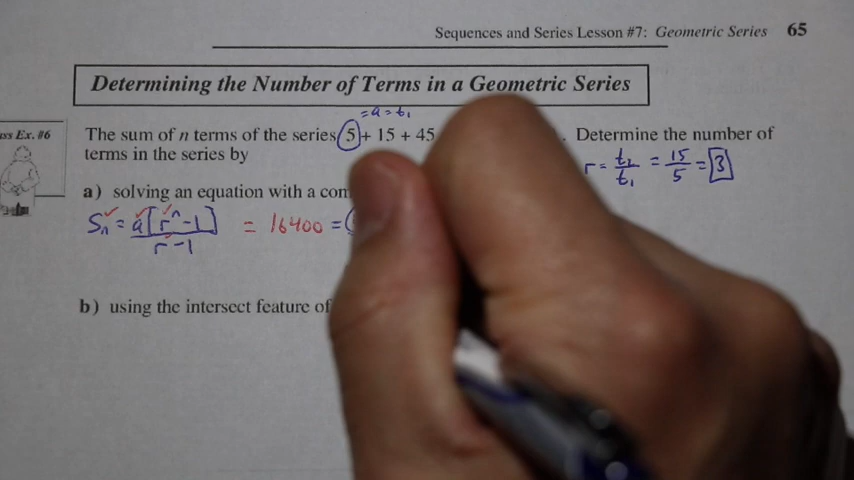 Sequences and Series Lesson #7: Geometric Series 65
Determining the Number of Terms in a Geometric Series
= a = t₁
Ex. #6
The sum of n terms of the series 5 + 15 + 45 . Determine the number of
terms in the series by
r = t₂/t₁ = 15/5 = 3
a) solving an equation with a
Sₙ = a[rⁿ-1]/r-1 = 16400 =
b) using the intersect feature of